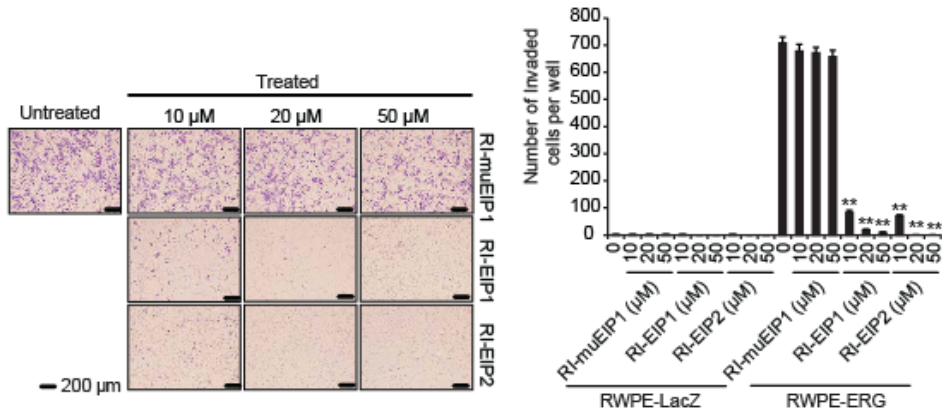 Treated
Untreated
10 µM 20 µM 50 µM
RI-muEIP1
RI-EIP1
RI-EIP2
200 µm
Number of Invaded
cells per well
800
700
600
500
400
300
200
100
0
** ** ** ** ** **
0 10 20 50 10 20 50 10 20 50 0 10 20 50 10 20 50 10 20 50
RI-muEIP1 (µM) RI-EIP1 (µM) RI-EIP2 (µM) RI-muEIP1 (µM) RI-EIP1 (µM) RI-EIP2 (µM)
RWPE-LacZ RWPE-ERG